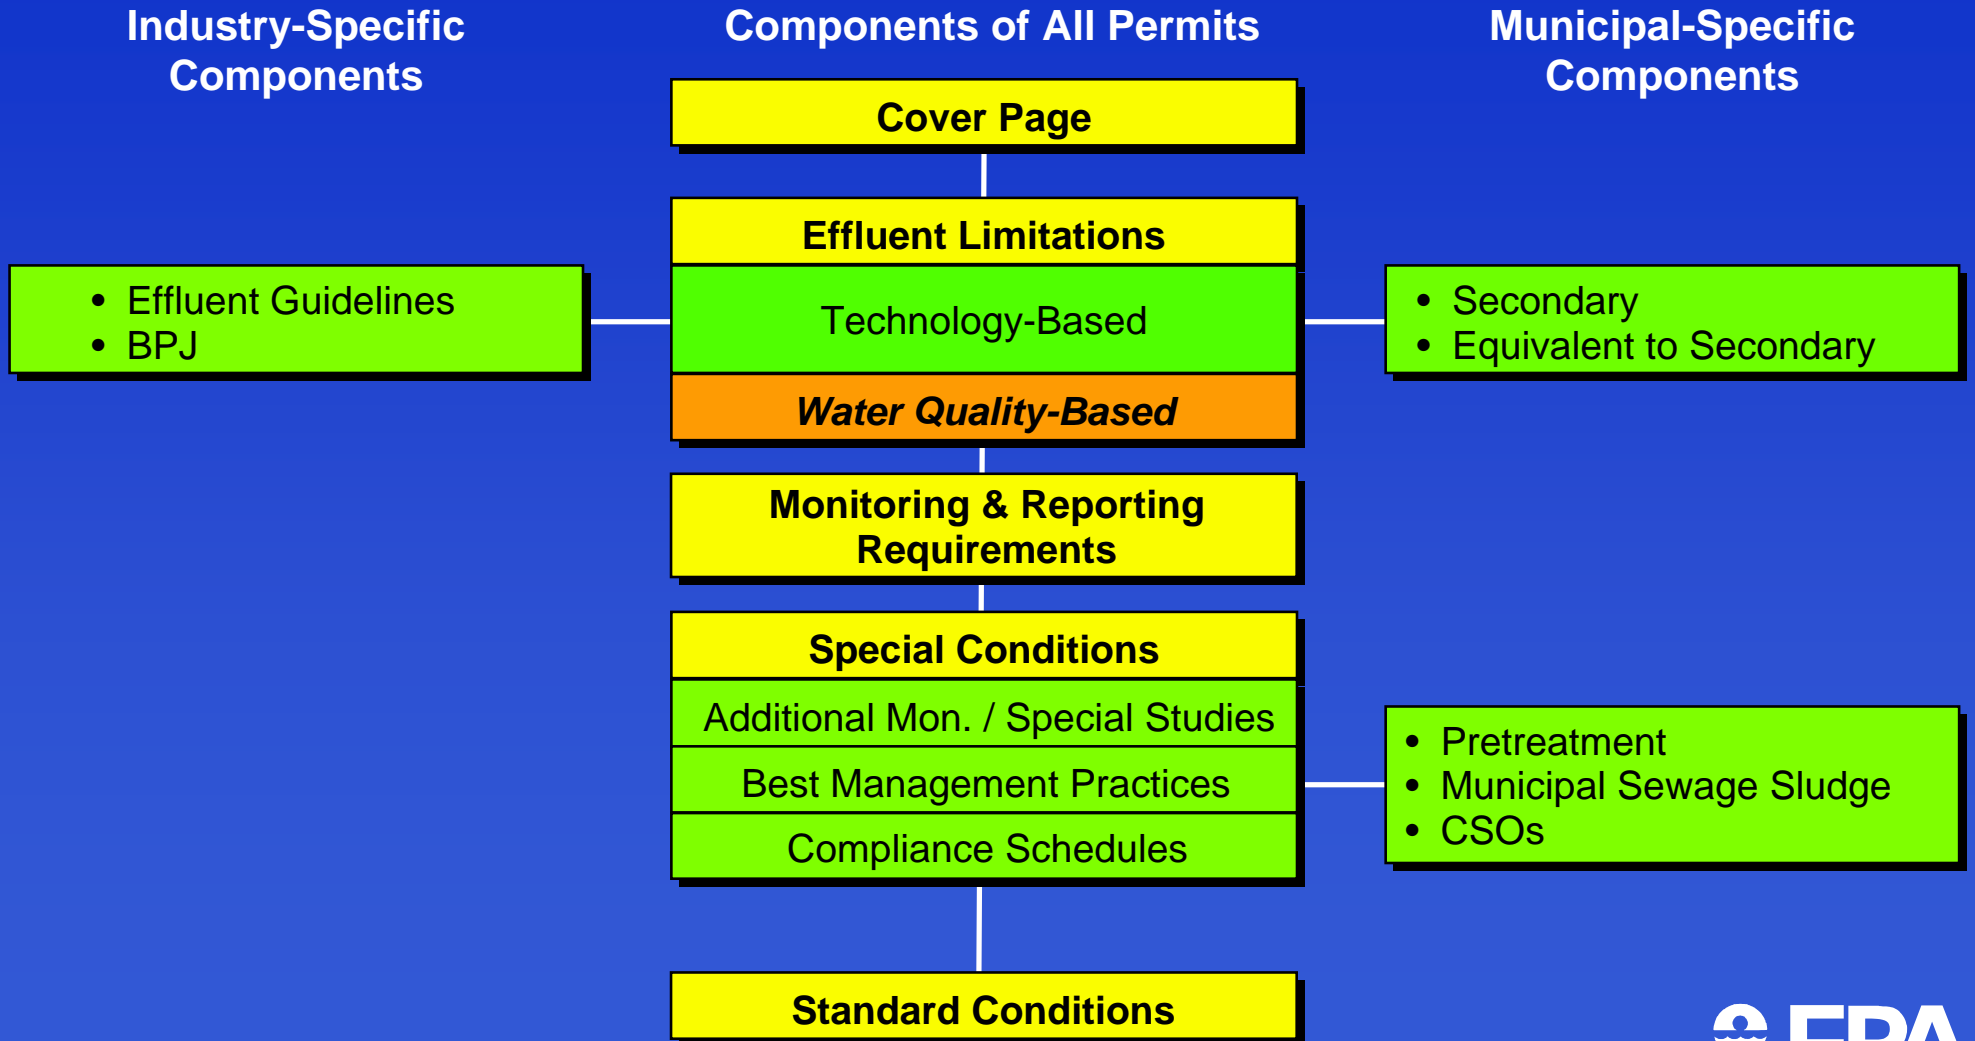 Industry-Specific
Components
Components of All Permits
Municipal-Specific
Components
Cover Page
Effluent Limitations
• Effluent Guidelines
• BPJ
Technology-Based
• Secondary
• Equivalent to Secondary
Water Quality-Based
Monitoring & Reporting
Requirements
Special Conditions
Additional Mon. / Special Studies
Best Management Practices
Compliance Schedules
• Pretreatment
• Municipal Sewage Sludge
• CSOs
Standard Conditions
EPA